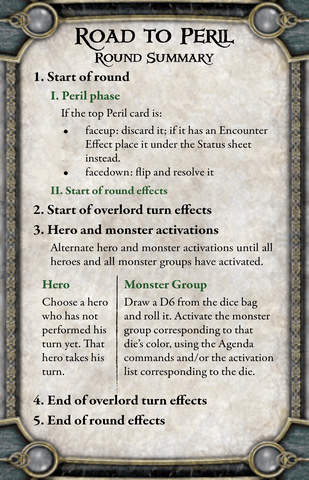 Road to Peril
Round Summary
1. Start of round
I. Peril phase
If the top Peril card is:
• faceup: discard it; if it has an Encounter
Effect place it under the Status sheet
instead.
• facedown: flip and resolve it
II. Start of round effects
2. Start of overlord turn effects
3. Hero and monster activations
Alternate hero and monster activations until all
heroes and all monster groups have activated.
Hero
Choose a hero
who has not
performed his
turn yet. That
hero takes his
turn.
Monster Group
Draw a D6 from the dice bag
and roll it. Activate the monster
group corresponding to that
die's color, using the Agenda
commands and/or the activation
list corresponding to the die.
4. End of overlord turn effects
5. End of round effects